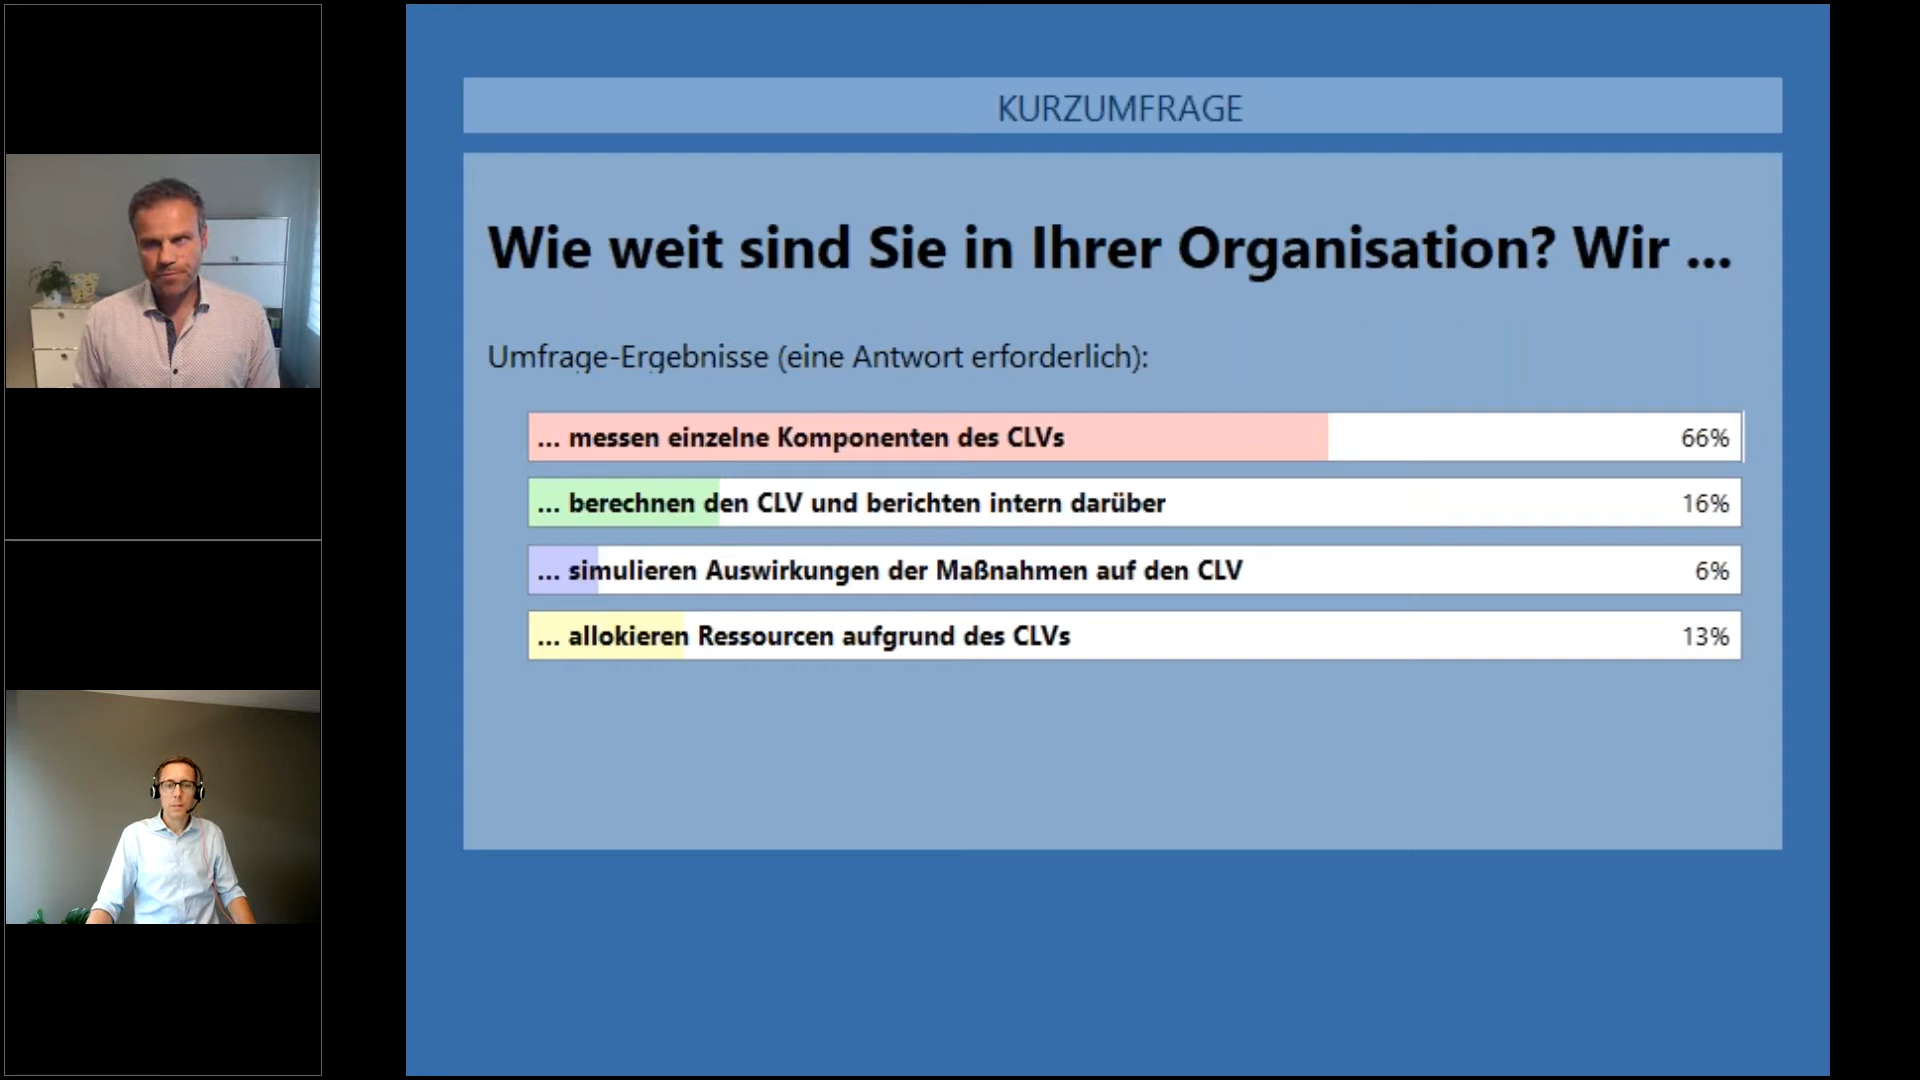 KURZUMFRAGE
Wie weit sind Sie in Ihrer Organisation? Wir ...
Umfrage-Ergebnisse (eine Antwort erforderlich):
... messen einzelne Komponenten des CLVs 66%
... berechnen den CLV und berichten intern darüber 16%
... simulieren Auswirkungen der Maßnahmen auf den CLV 6%
... allokieren Ressourcen aufgrund des CLVs 13%